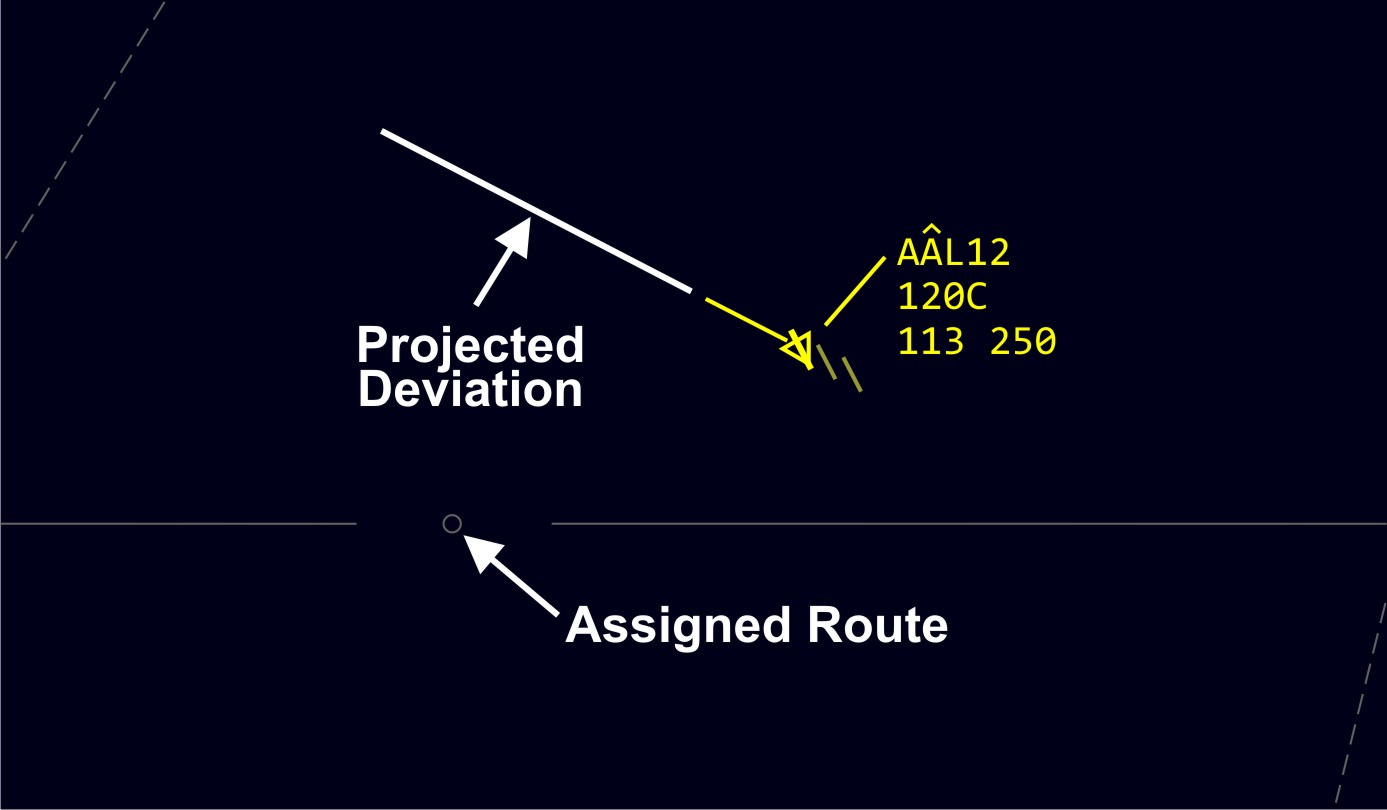 AÂL12
120C
113 250
Projected
Deviation
Assigned Route